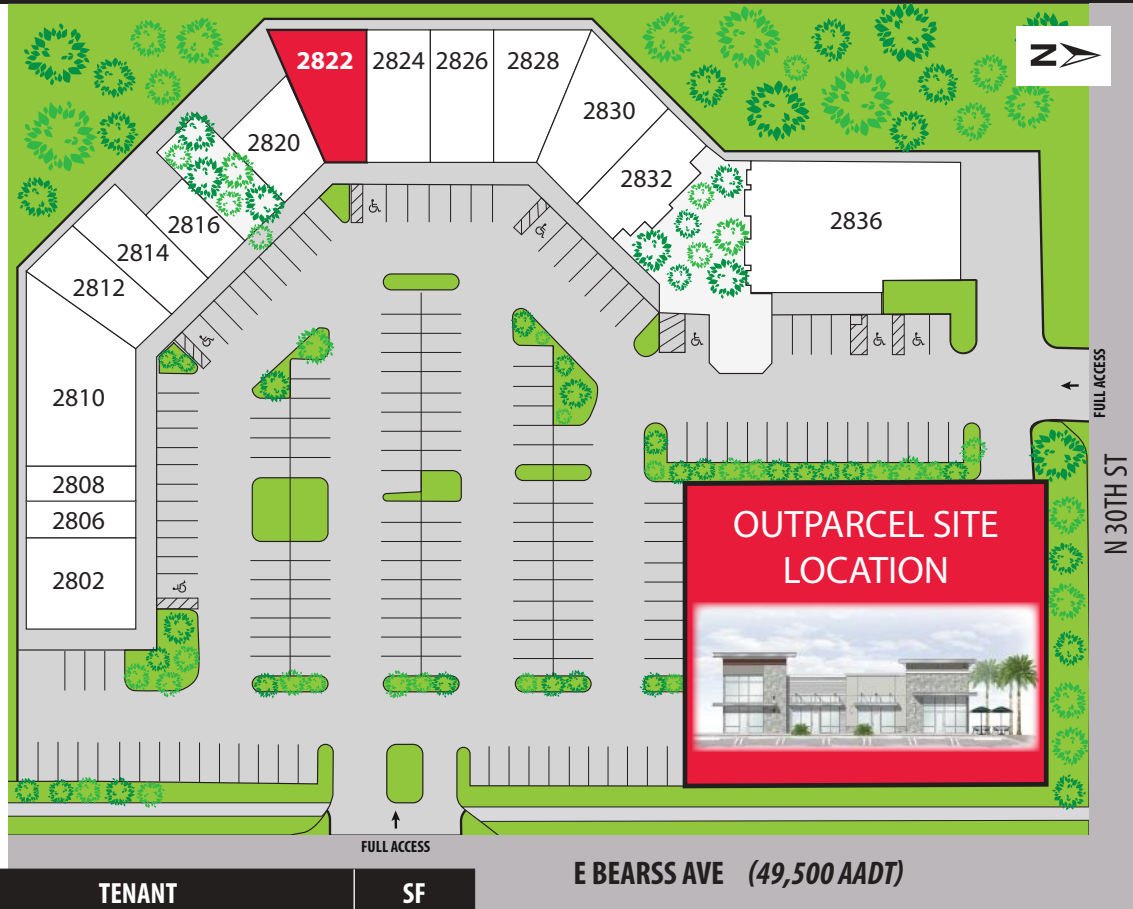 N
2822
2824
2826
2828
2830
2832
2836
2820
2816
2814
2812
2810
2808
2806
2802
FULL ACCESS
N 30TH ST
OUTPARCEL SITE
LOCATION
FULL ACCESS
E BEARSS AVE (49,500 AADT)
TENANT SF